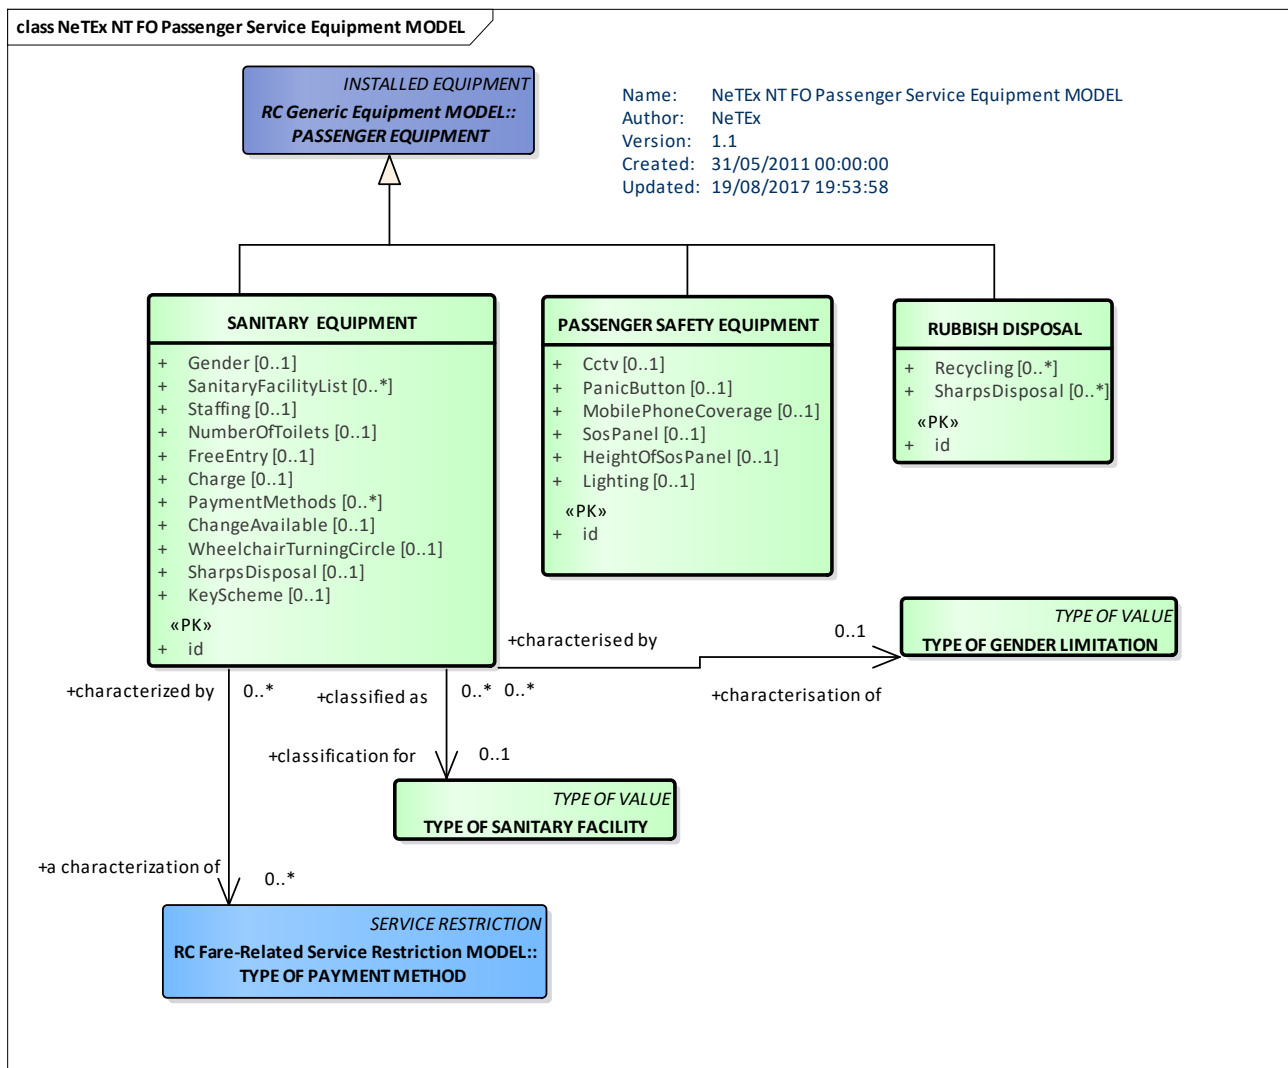 class NeTEx NT FO Passenger Service Equipment MODEL
INSTALLED EQUIPMENT
RC Generic Equipment MODEL::
PASSENGER EQUIPMENT
Name: NeTEx NT FO Passenger Service Equipment MODEL
Author: NeTEx
Version: 1.1
Created: 31/05/2011 00:00:00
Updated: 19/08/2017 19:53:58
SANITARY EQUIPMENT
+ Gender [0..1]
+ SanitaryFacilityList [0..*]
+ Staffing [0..1]
+ NumberOfToilets [0..1]
+ FreeEntry [0..1]
+ Charge [0..1]
+ PaymentMethods [0..*]
+ ChangeAvailable [0..1]
+ WheelchairTurningCircle [0..1]
+ SharpsDisposal [0..1]
+ KeyScheme [0..1]
«PK»
+ id
PASSENGER SAFETY EQUIPMENT
+ Cctv [0..1]
+ PanicButton [0..1]
+ MobilePhoneCoverage [0..1]
+ SosPanel [0..1]
+ HeightOfSosPanel [0..1]
+ Lighting [0..1]
«PK»
+ id
RUBBISH DISPOSAL
+ Recycling [0..*]
+ SharpsDisposal [0..*]
«PK»
+ id
+characterised by
0..1
TYPE OF VALUE
TYPE OF GENDER LIMITATION
+characterized by
0..*
+classified as
0..*
0..*
+characterisation of
+classification for
0..1
TYPE OF VALUE
TYPE OF SANITARY FACILITY
+a characterization of
0..*
SERVICE RESTRICTION
RC Fare-Related Service Restriction MODEL::
TYPE OF PAYMENT METHOD